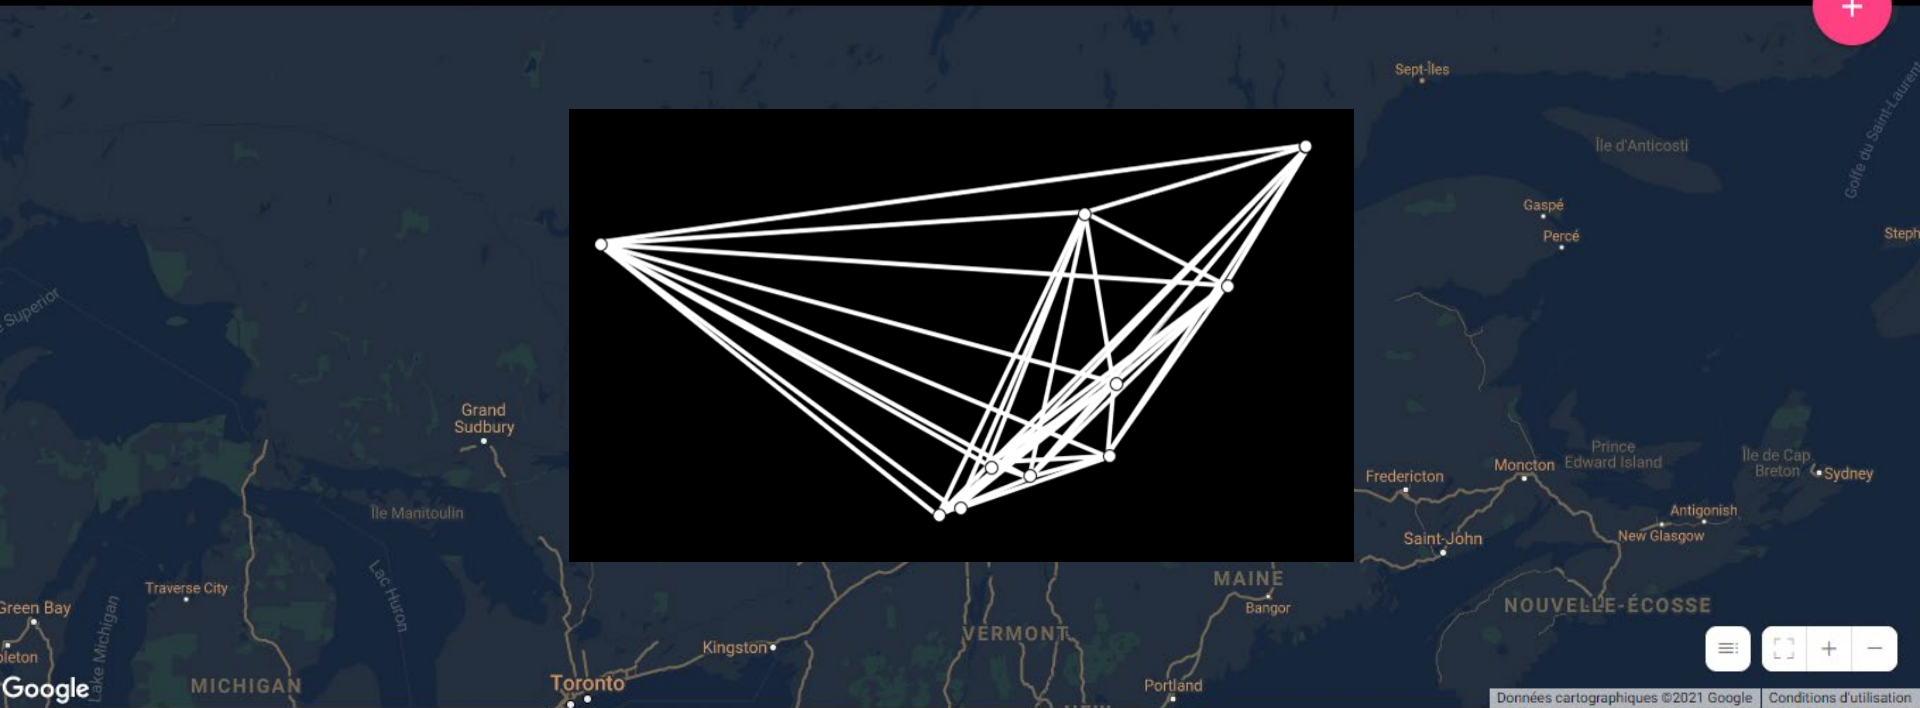 +
Sept-Îles
Île d'Anticosti
Golfe du Saint-Laurent
Gaspé
Percé
Steph
Superior
Grand
Sudbury
Prince
Edward Island
Île de Cap
Breton
Sydney
Moncton
Fredericton
Île Manitoulin
Antigonish
New Glasgow
Saint-John
Lac Huron
Traverse City
MAINE
Bangor
NOUVELLE-ÉCOSSE
Green Bay
Lake Michigan
VERMONT
Kingston
pleton
MICHIGAN
Toronto
Portland
Google
Données cartographiques ©2021 Google
Conditions d'utilisation